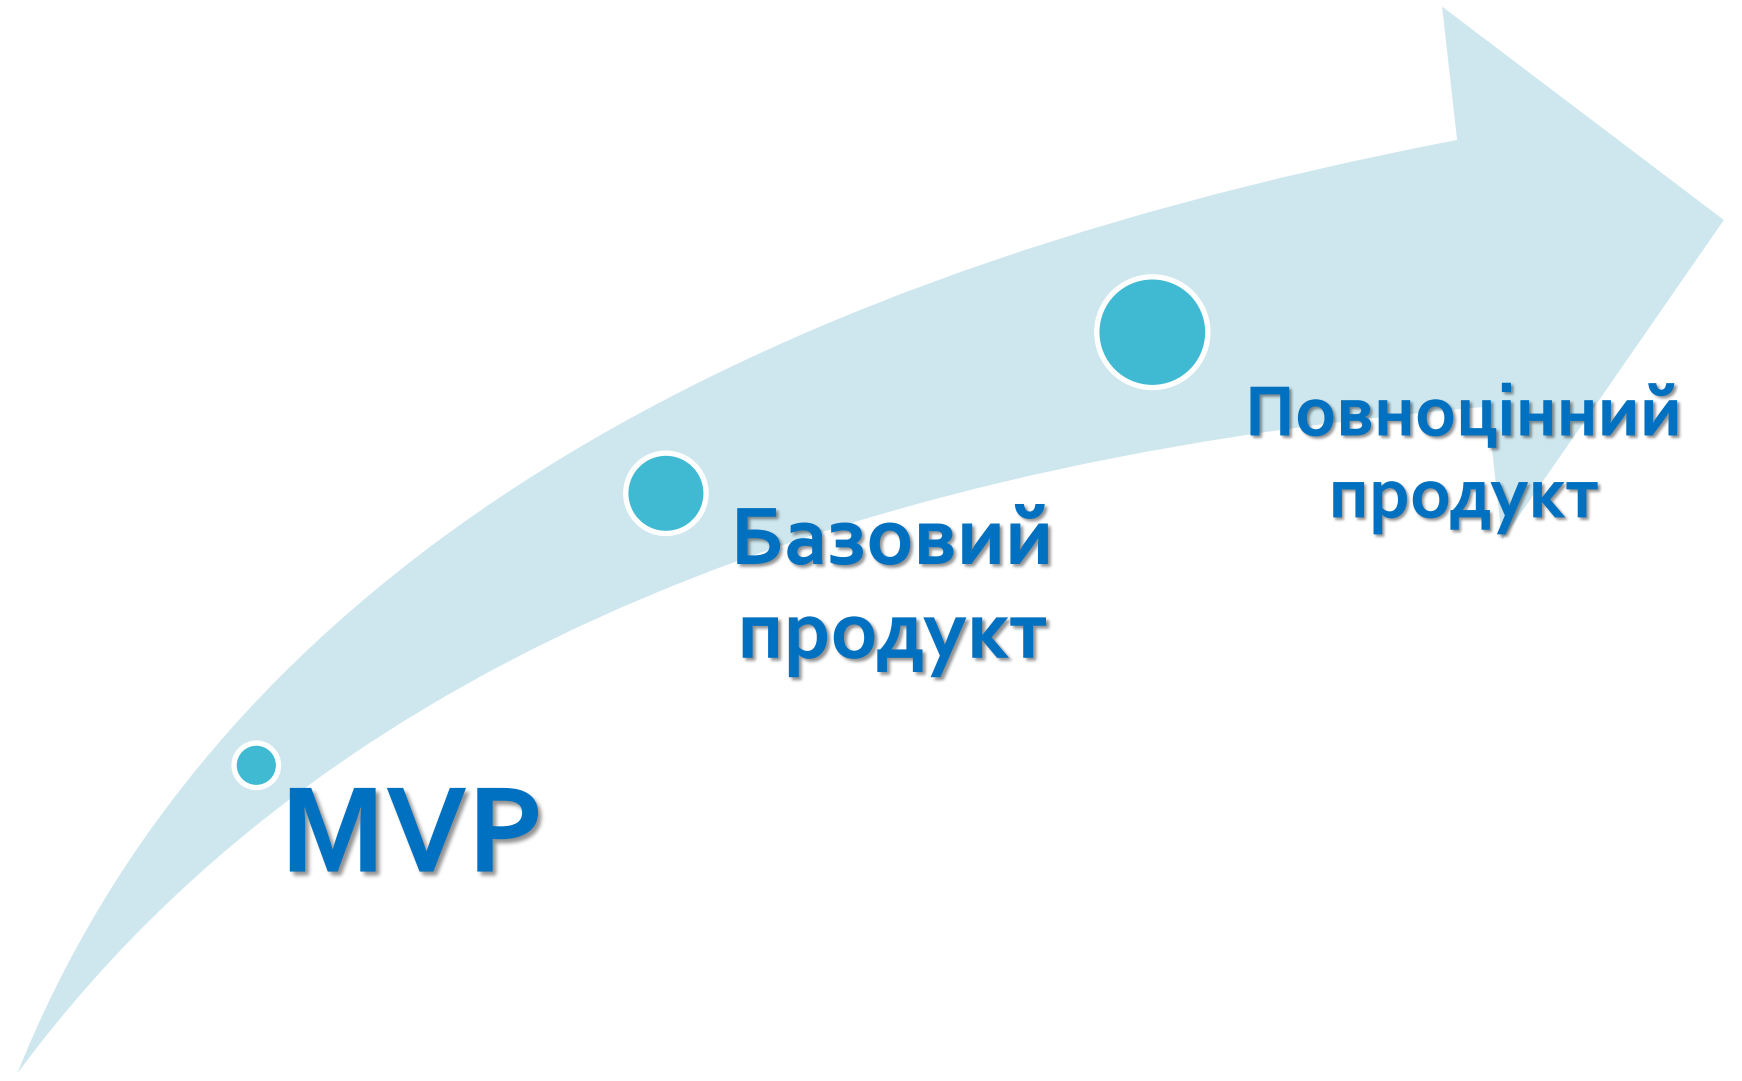 MVP
Базовий
продукт
Повноцінний
продукт